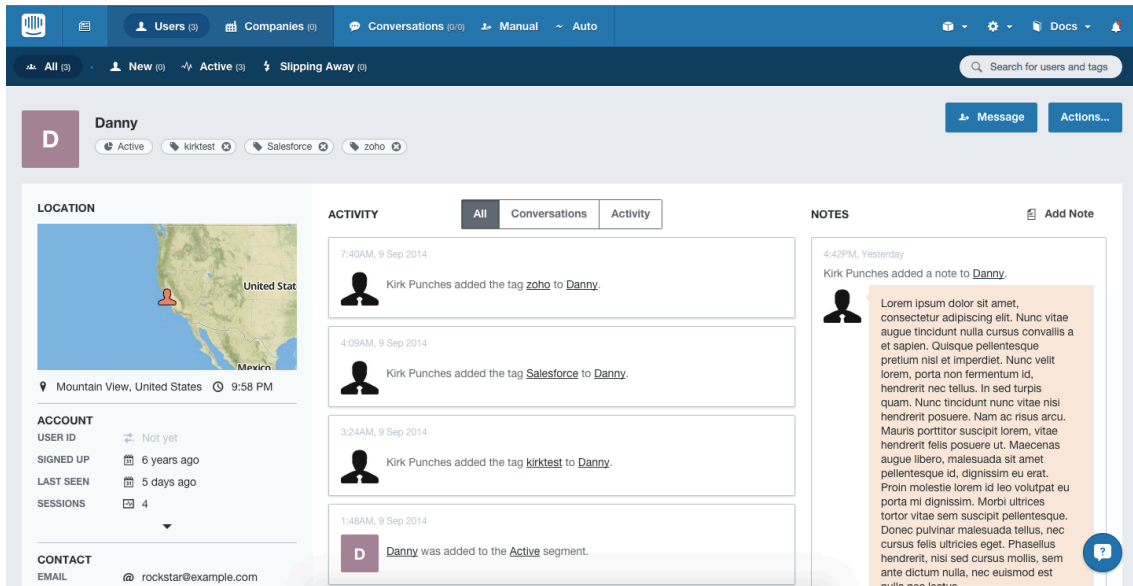 Users (3)
Companies (0)
Conversations (0/0)
Manual
Auto
Docs
All (3)
New (0)
Active (3)
Slipping Away (0)
Search for users and tags
D
Danny
Active
kirktest
Salesforce
zoho
Message
Actions...
LOCATION
United Stat
Mexico
Mountain View, United States 9:58 PM
ACCOUNT
USER ID Not yet
SIGNED UP 6 years ago
LAST SEEN 5 days ago
SESSIONS 4
CONTACT
EMAIL @ rockstar@example.com
ACTIVITY
All
Conversations
Activity
7:40AM, 9 Sep 2014
Kirk Punches added the tag zoho to Danny.
4:09AM, 9 Sep 2014
Kirk Punches added the tag Salesforce to Danny.
3:24AM, 9 Sep 2014
Kirk Punches added the tag kirktest to Danny.
1:48AM, 9 Sep 2014
D
Danny was added to the Active segment.
NOTES
Add Note
4:42PM, Yesterday
Kirk Punches added a note to Danny.
Lorem ipsum dolor sit amet,
consectetur adipiscing elit. Nunc vitae
augue tincidunt nulla cursus convallis a
et sapien. Quisque pellentesque
pretium nisl et imperdiet. Nunc velit
lorem, porta non fermentum id,
hendrerit nec tellus. In sed turpis
quam. Nunc tincidunt nunc vitae nisi
hendrerit posuere. Nam ac risus arcu.
Mauris porttitor suscipit lorem, vitae
hendrerit felis posuere ut. Maecenas
augue libero, malesuada sit amet
pellentesque id, dignissim eu erat.
Proin molestie lorem id leo volutpat eu
porta mi dignissim. Morbi ultrices
tortor vitae sem suscipit pellentesque.
Donec pulvinar malesuada tellus, nec
cursus felis ultricies eget. Phasellus
hendrerit, nisi sed cursus mollis, sem
ante dictum nulla, nec euismod est
nulla nec lectus.
?